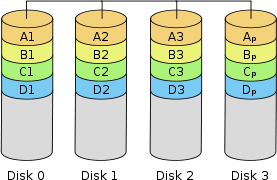 A1 A2 A3 Ap
B1 B2 B3 Bp
C1 C2 C3 Cp
D1 D2 D3 Dp
Disk 0 Disk 1 Disk 2 Disk 3